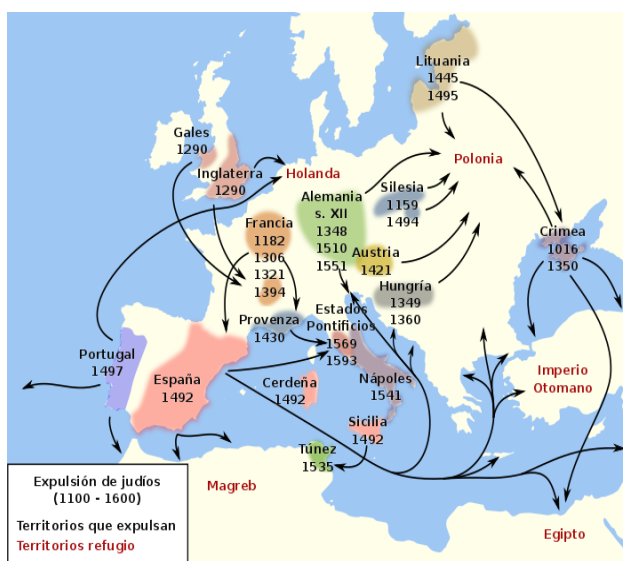 Lituania
1445
1495
Gales
1290
Inglaterra
1290
Holanda
Polonia
Alemania
s. XII
1348
1510
1551
Silesia
1159
1494
Francia
1182
1306
1321
1394
Austria
1421
Crimea
1016
1350
Hungría
1349
1360
Provenza
1430
Estados
Pontificios
1569
1593
Portugal
1497
España
1492
Cerdeña
1492
Nápoles
1541
Imperio
Otomano
Sicilia
1492
Túnez
1535
Magreb
Egipto
Expulsión de judíos
(1100 - 1600)
Territorios que expulsan
Territorios refugio